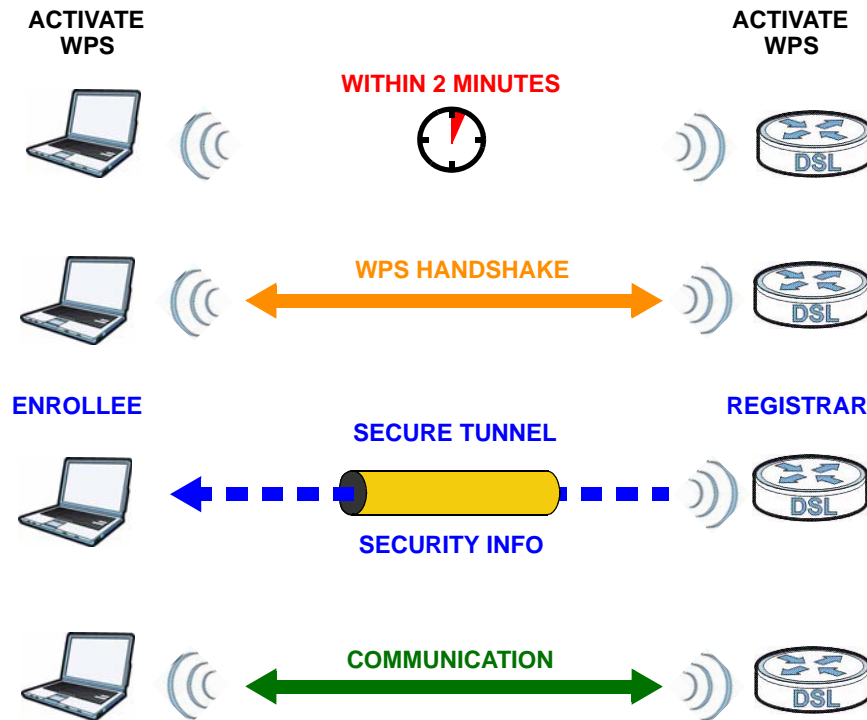 ACTIVATE
WPS
ACTIVATE
WPS
WITHIN 2 MINUTES
DSL
WPS HANDSHAKE
DSL
ENROLLEE
REGISTRAR
SECURE TUNNEL
DSL
SECURITY INFO
COMMUNICATION
DSL